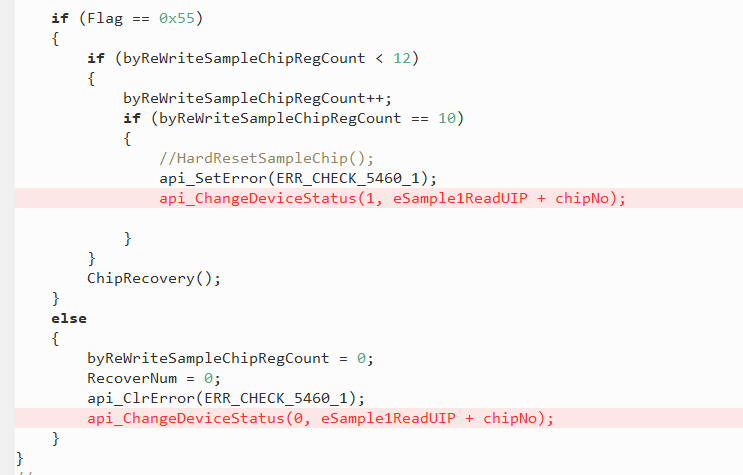 if (Flag == 0x55)
{
if (byReWriteSampleChipRegCount < 12)
{
byReWriteSampleChipRegCount++;
if (byReWriteSampleChipRegCount == 10)
{
//HardResetSampleChip();
api_SetError(ERR_CHECK_5460_1);
api_ChangeDeviceStatus(1, eSample1ReadUIP + chipNo);
}
}
ChipRecovery();
}
else
{
byReWriteSampleChipRegCount = 0;
RecoverNum = 0;
api_ClrError(ERR_CHECK_5460_1);
api_ChangeDeviceStatus(0, eSample1ReadUIP + chipNo);
}
}